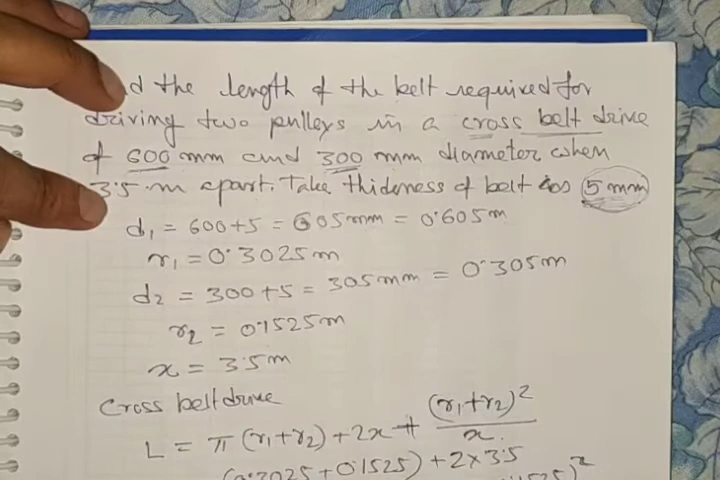 d the length of the belt required for
driving two pulleys in a cross belt drive
of 600 mm and 300 mm diameter when
3.5 m apart. Take thickness of belt as 5 mm
d₁ = 600+5 = 605 mm = 0.605 m
r₁ = 0.3025 m
d₂ = 300+5 = 305 mm = 0.305 m
r₂ = 0.1525 m
x = 3.5 m
Cross belt drive
L = π (r₁+r₂) + 2x + (r₁+r₂)²/x
(0.3025+0.1525) + 2×3.5